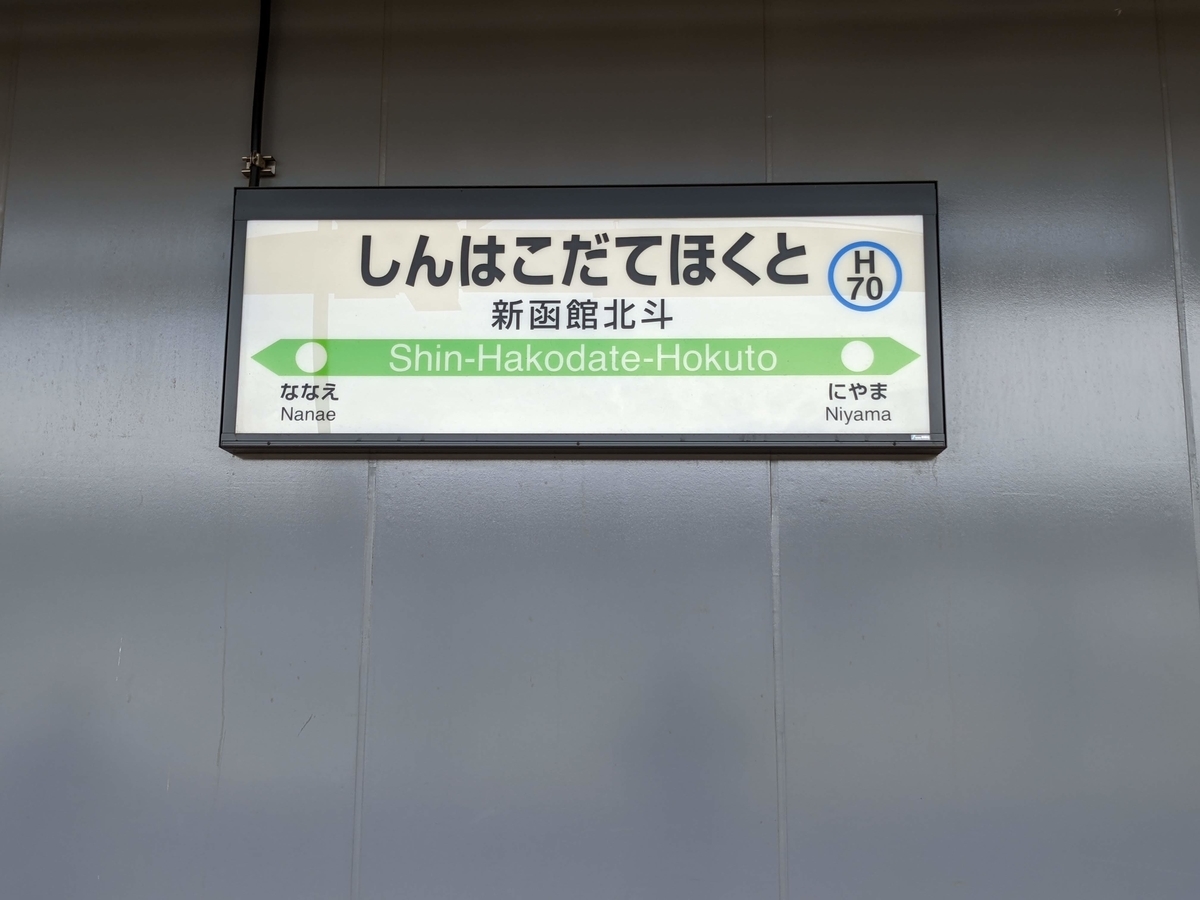 しんはこだてほくと
H
70
新函館北斗
Shin-Hakodate-Hokuto
ななえ
Nanae
にやま
Niyama